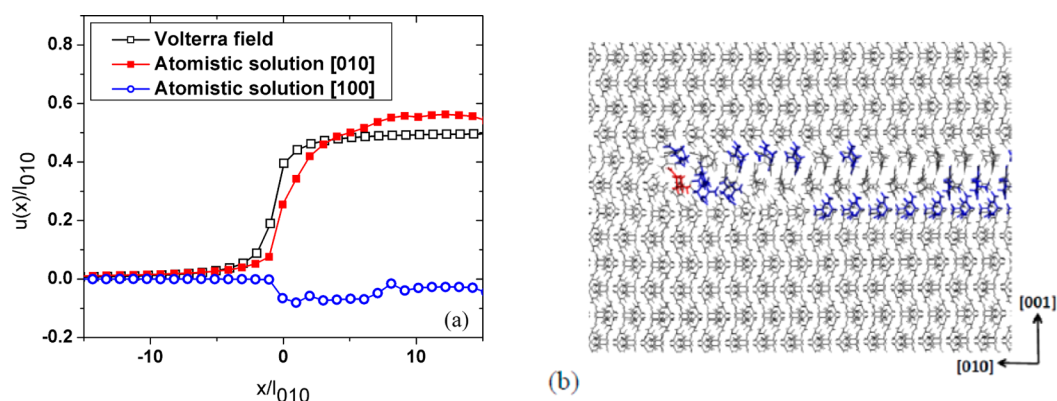 Volterra field
Atomistic solution [010]
Atomistic solution [100]
0.8
0.6
0.4
0.2
0.0
-0.2
u(x)/l010
-10
0
10
x/l010
(a)
[001]
[010]
(b)